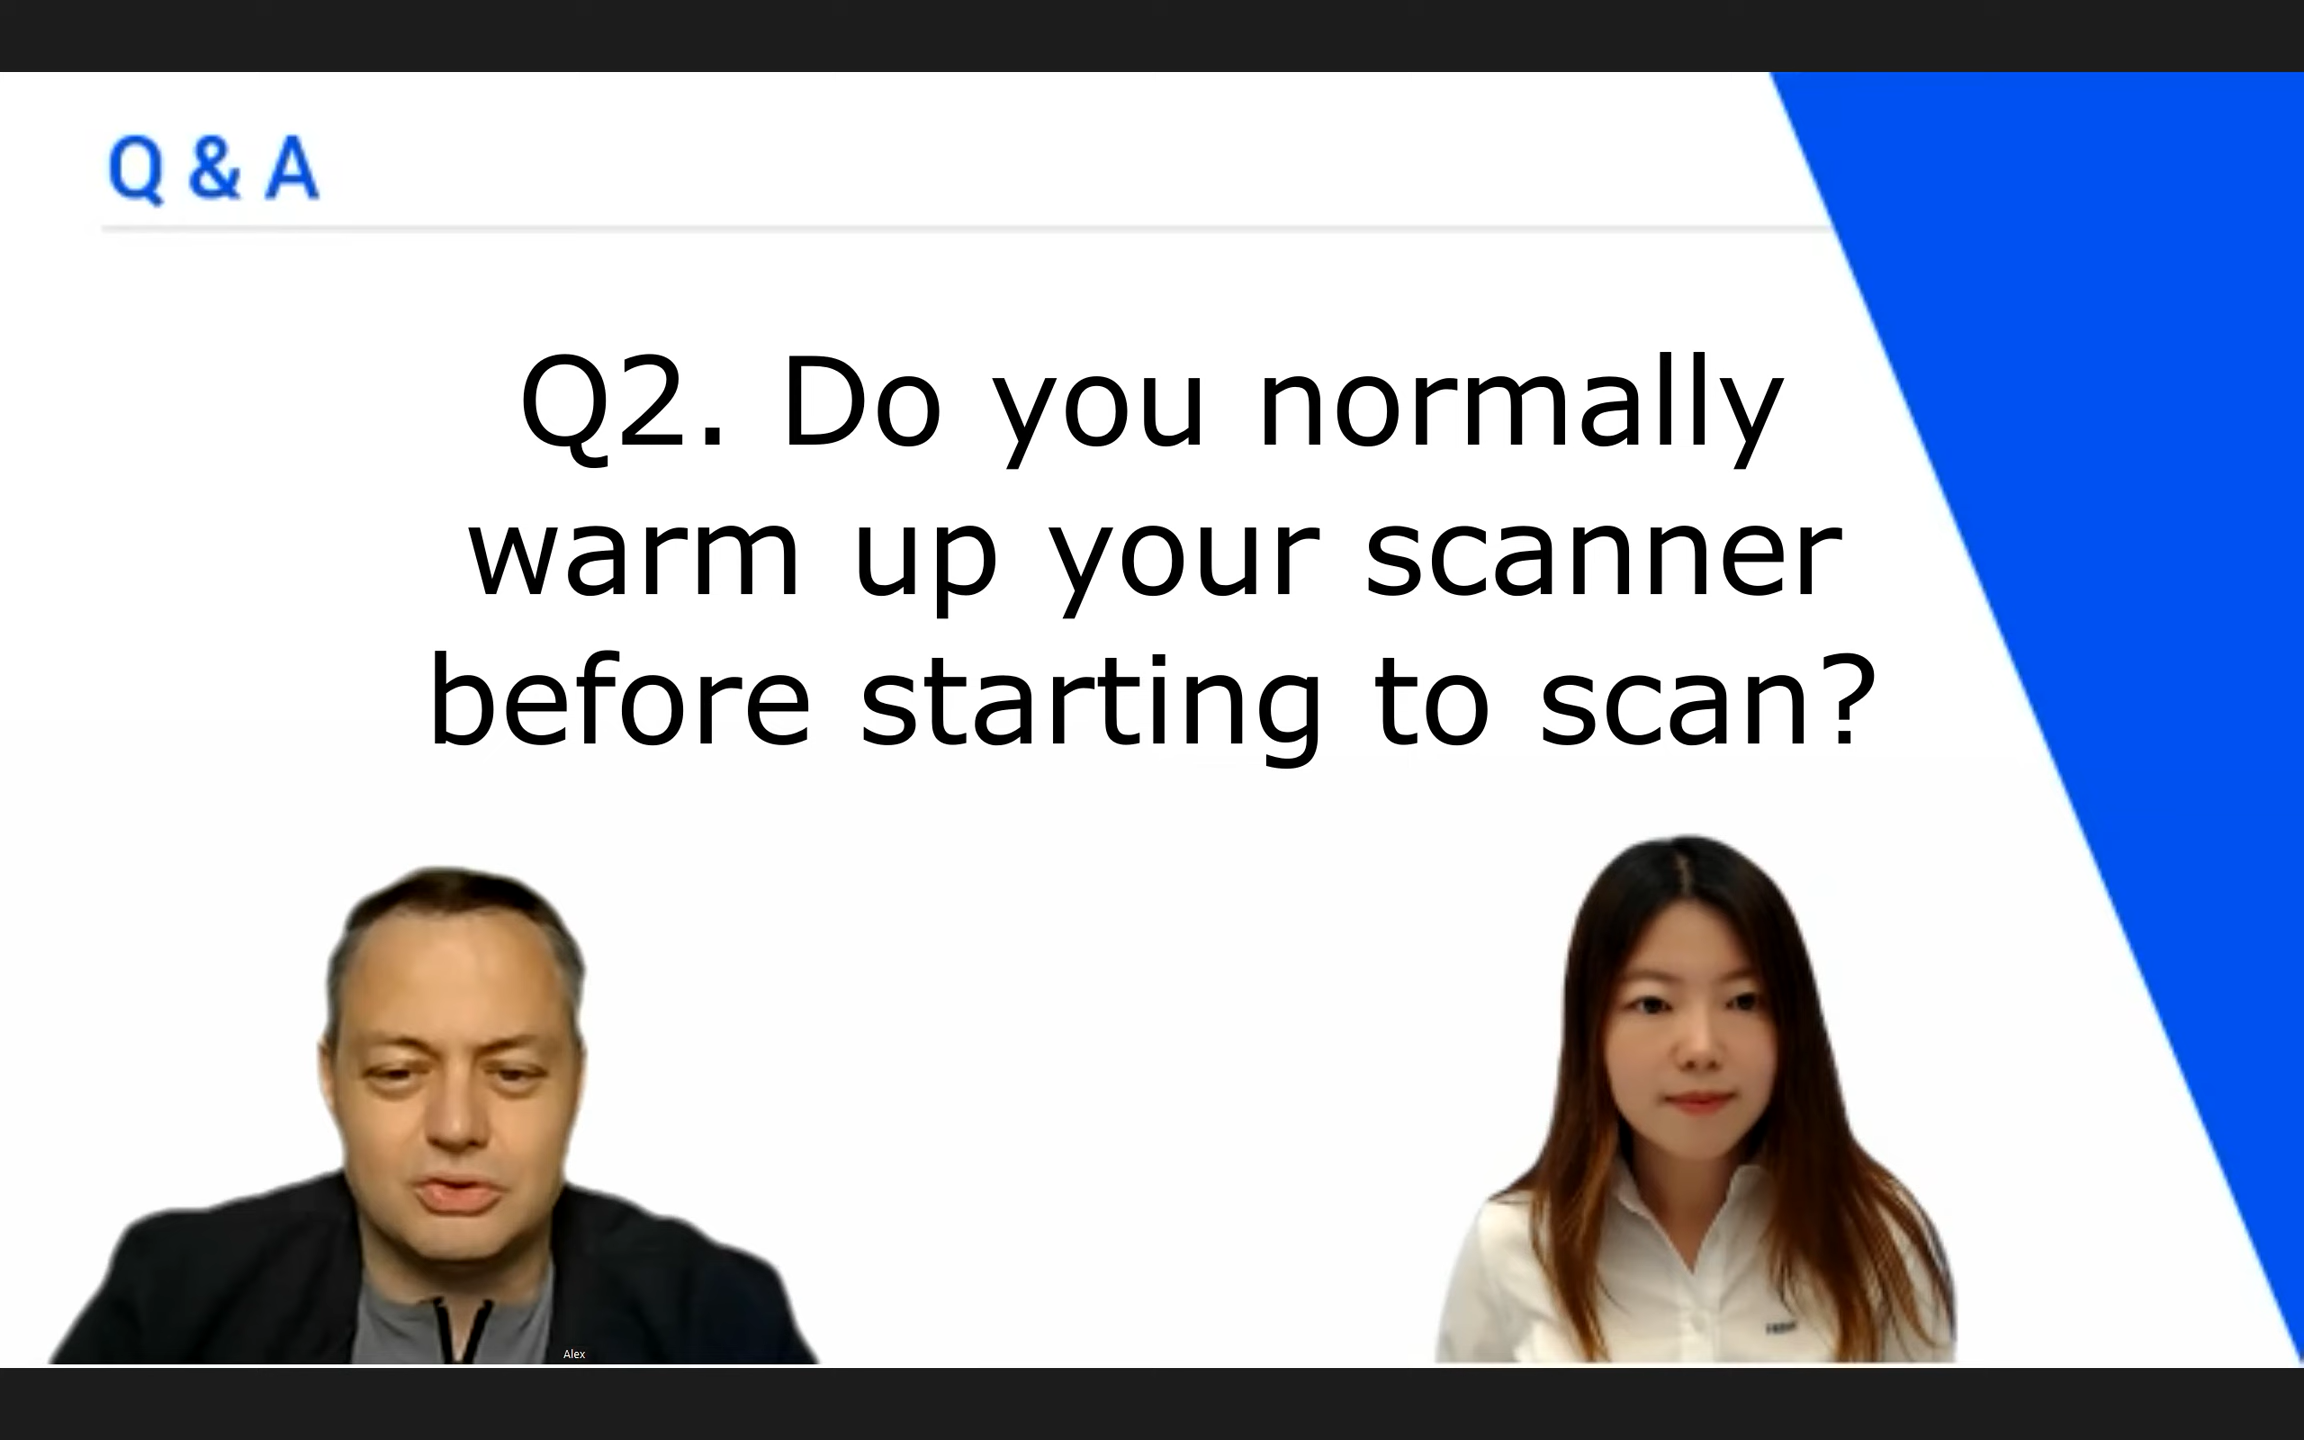 Q & A
Q2. Do you normally
warm up your scanner
before starting to scan?
Alex